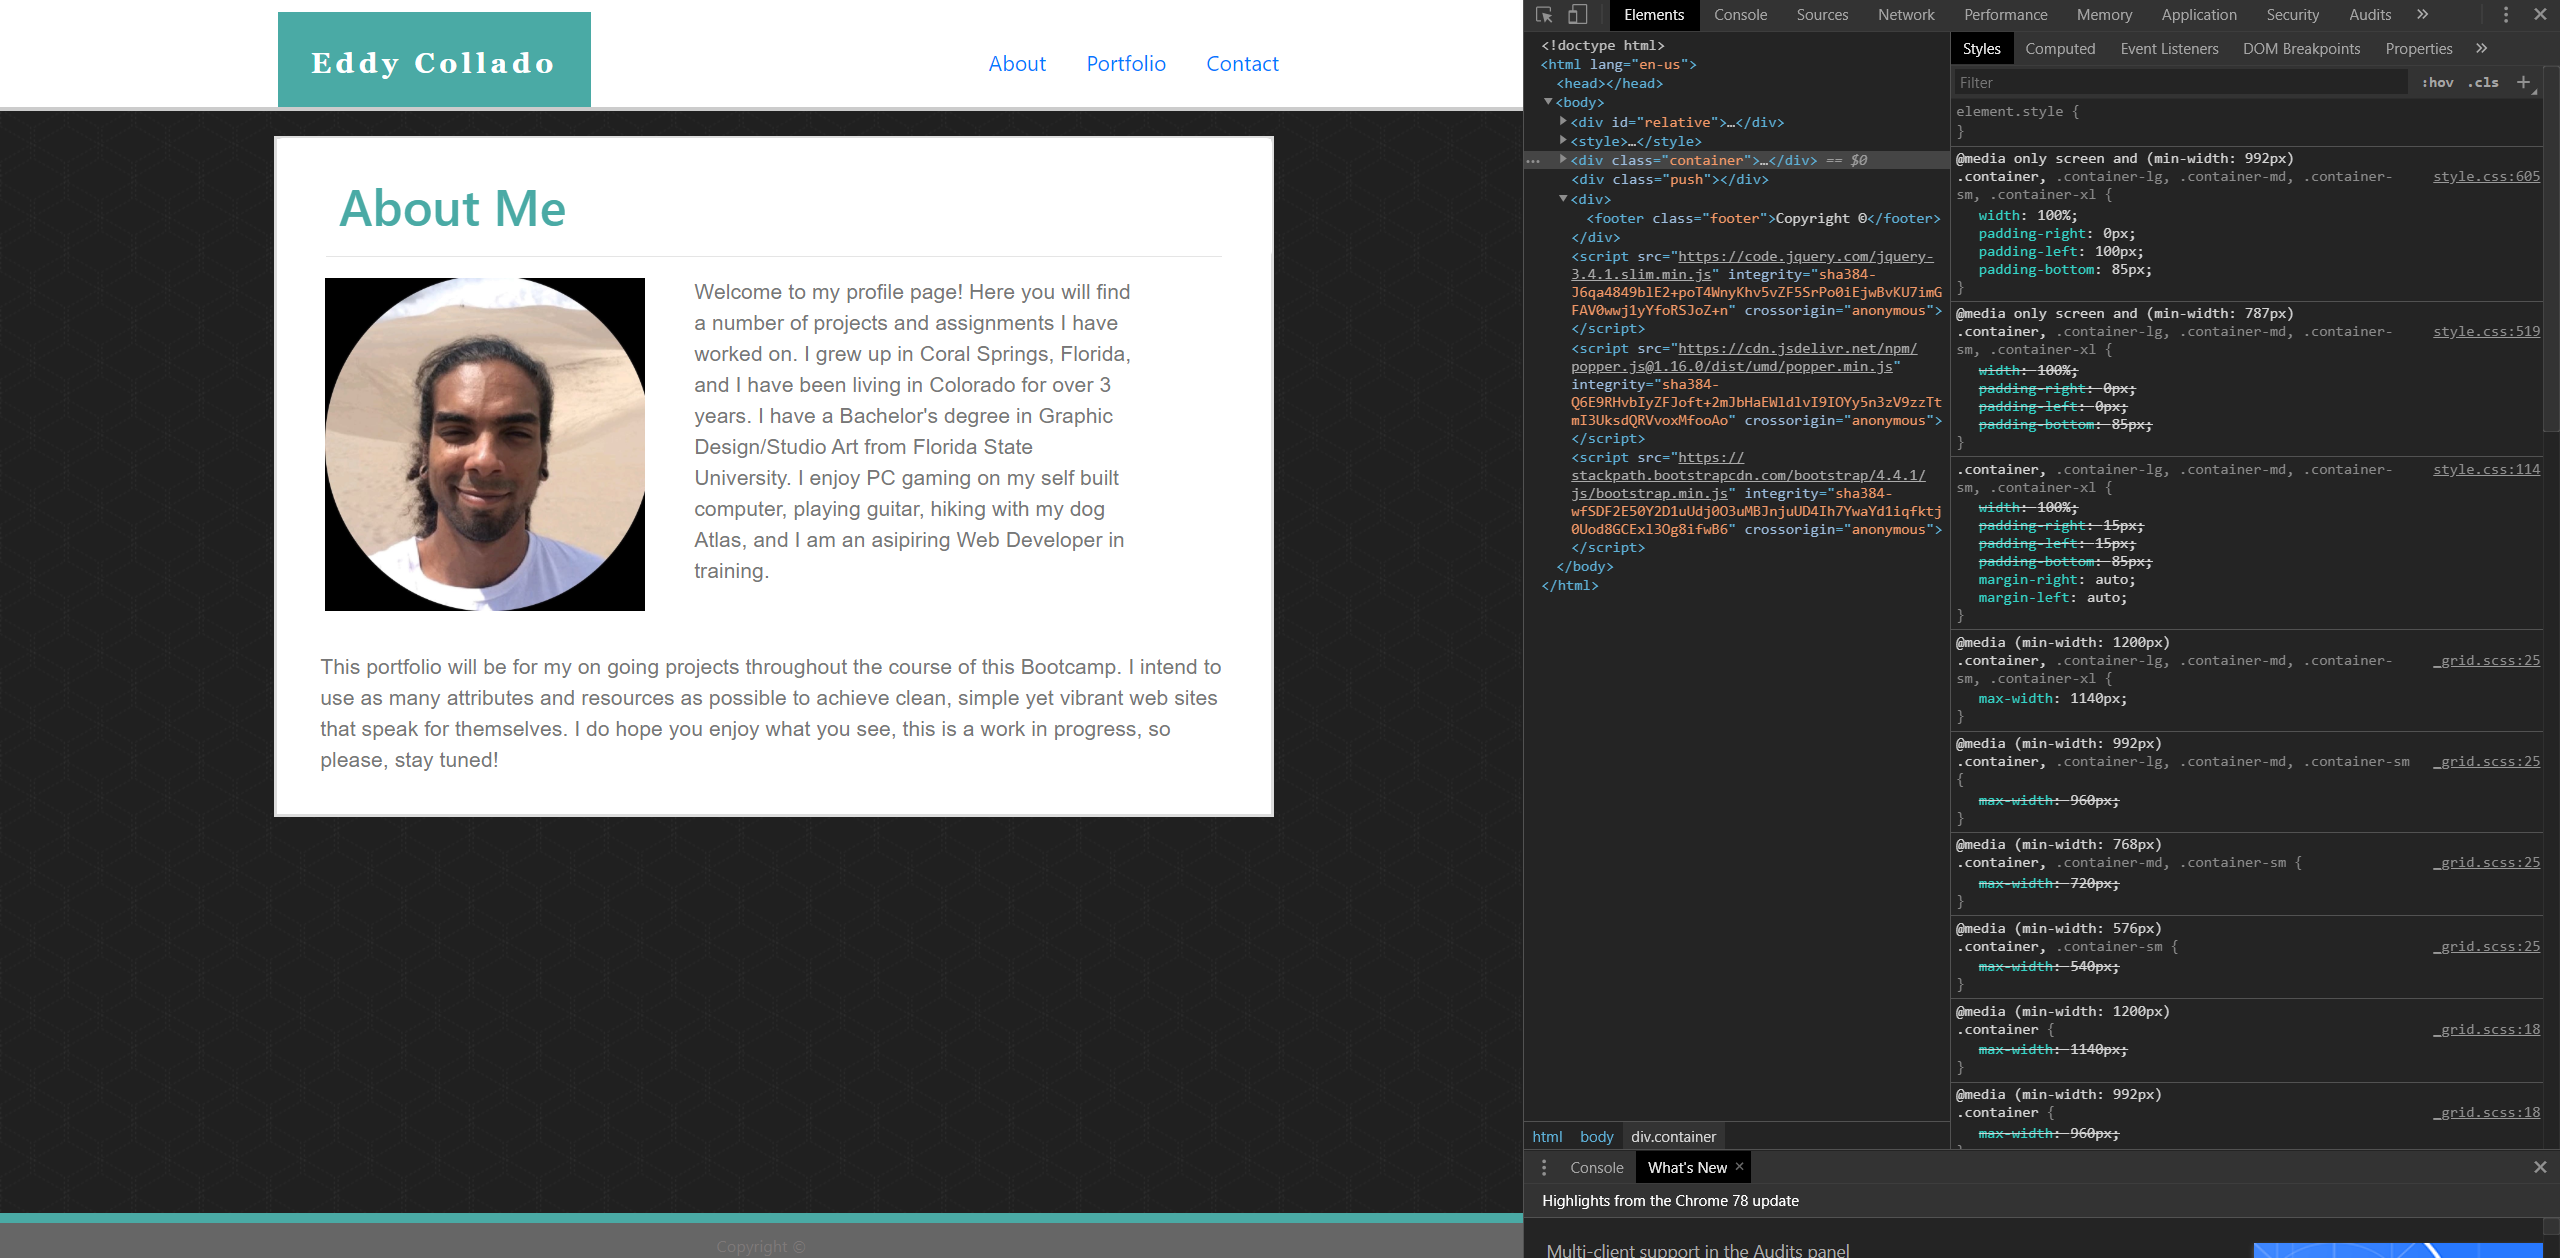 Eddy Collado
About Portfolio Contact
About Me
Welcome to my profile page! Here you will find
a number of projects and assignments I have
worked on. I grew up in Coral Springs, Florida,
and I have been living in Colorado for over 3
years. I have a Bachelor's degree in Graphic
Design/Studio Art from Florida State
University. I enjoy PC gaming on my self built
computer, playing guitar, hiking with my dog
Atlas, and I am an asipiring Web Developer in
training.
This portfolio will be for my on going projects throughout the course of this Bootcamp. I intend to
use as many attributes and resources as possible to achieve clean, simple yet vibrant web sites
that speak for themselves. I do hope you enjoy what you see, this is a work in progress, so
please, stay tuned!
Copyright ©
Elements Console Sources Network Performance Memory Application Security Audits »
<!doctype html>
<html lang="en-us">
<head></head>
<body>
<div id="relative">…</div>
<style>…</style>
<div class="container">…</div> == $0
<div class="push"></div>
<div>
<footer class="footer">Copyright ©</footer>
</div>
<script src="https://code.jquery.com/jquery-
3.4.1.slim.min.js" integrity="sha384-
J6qa4849blE2+poT4WnyKhv5vZF5SrPo0iEjwBvKU7imG
FAV0wwj1yYfoRSJoZ+n" crossorigin="anonymous">
</script>
<script src="https://cdn.jsdelivr.net/npm/
popper.js@1.16.0/dist/umd/popper.min.js"
integrity="sha384-
Q6E9RHvbIyZFJoft+2mJbHaEWldlvI9IOYy5n3zV9zzTt
mI3UksdQRVvoxMfooAo" crossorigin="anonymous">
</script>
<script src="https://
stackpath.bootstrapcdn.com/bootstrap/4.4.1/
js/bootstrap.min.js" integrity="sha384-
wfSDF2E50Y2D1uUdj0O3uMBJnjuUD4Ih7YwaYd1iqfktj
0Uod8GCExl3Og8ifwB6" crossorigin="anonymous">
</script>
</body>
</html>
html body div.container
Styles Computed Event Listeners DOM Breakpoints Properties »
Filter :hov .cls +
element.style {
}
@media only screen and (min-width: 992px)
.container, .container-lg, .container-md, .container- style.css:605
sm, .container-xl {
width: 100%;
padding-right: 0px;
padding-left: 100px;
padding-bottom: 85px;
}
@media only screen and (min-width: 787px)
.container, .container-lg, .container-md, .container- style.css:519
sm, .container-xl {
width: 100%;
padding-right: 0px;
padding-left: 0px;
padding-bottom: 85px;
}
.container, .container-lg, .container-md, .container- style.css:114
sm, .container-xl {
width: 100%;
padding-right: 15px;
padding-left: 15px;
padding-bottom: 85px;
margin-right: auto;
margin-left: auto;
}
@media (min-width: 1200px)
.container, .container-lg, .container-md, .container- _grid.scss:25
sm, .container-xl {
max-width: 1140px;
}
@media (min-width: 992px)
.container, .container-lg, .container-md, .container-sm _grid.scss:25
{
max-width: 960px;
}
@media (min-width: 768px)
.container, .container-md, .container-sm { _grid.scss:25
max-width: 720px;
}
@media (min-width: 576px)
.container, .container-sm { _grid.scss:25
max-width: 540px;
}
@media (min-width: 1200px)
.container { _grid.scss:18
max-width: 1140px;
}
@media (min-width: 992px)
.container { _grid.scss:18
max-width: 960px;
Console What's New
Highlights from the Chrome 78 update
Multi-client support in the Audits panel